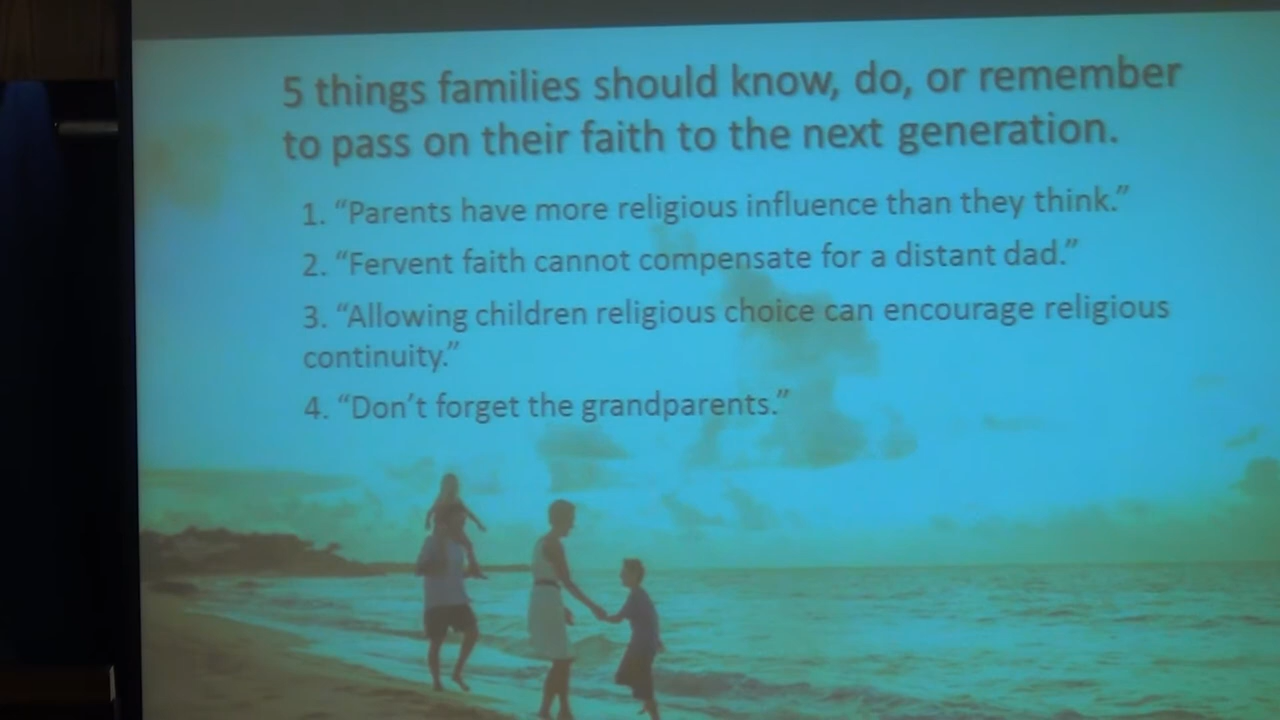 5 things families should know, do, or remember
to pass on their faith to the next generation.
1. “Parents have more religious influence than they think.”
2. “Fervent faith cannot compensate for a distant dad.”
3. “Allowing children religious choice can encourage religious
continuity.”
4. “Don’t forget the grandparents.”